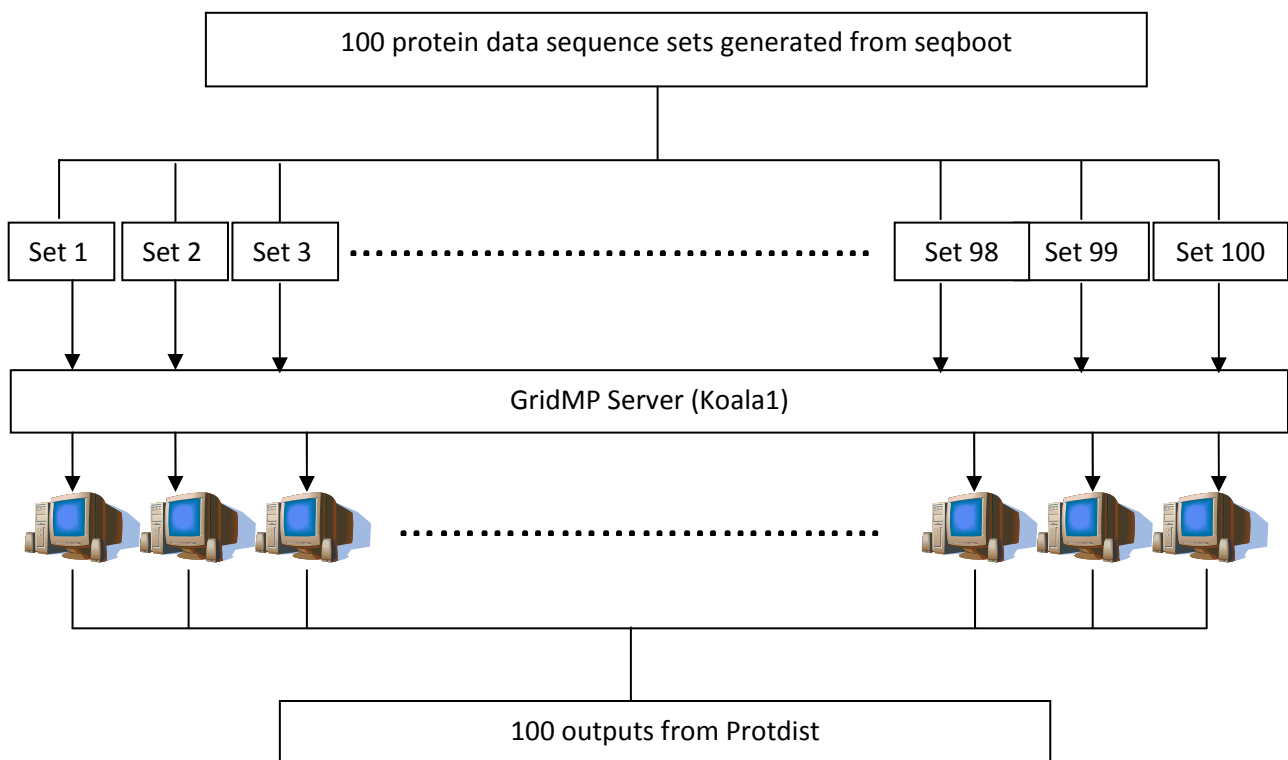 100 protein data sequence sets generated from seqboot
Set 1 Set 2 Set 3 Set 98 Set 99 Set 100
GridMP Server (Koala1)
100 outputs from Protdist